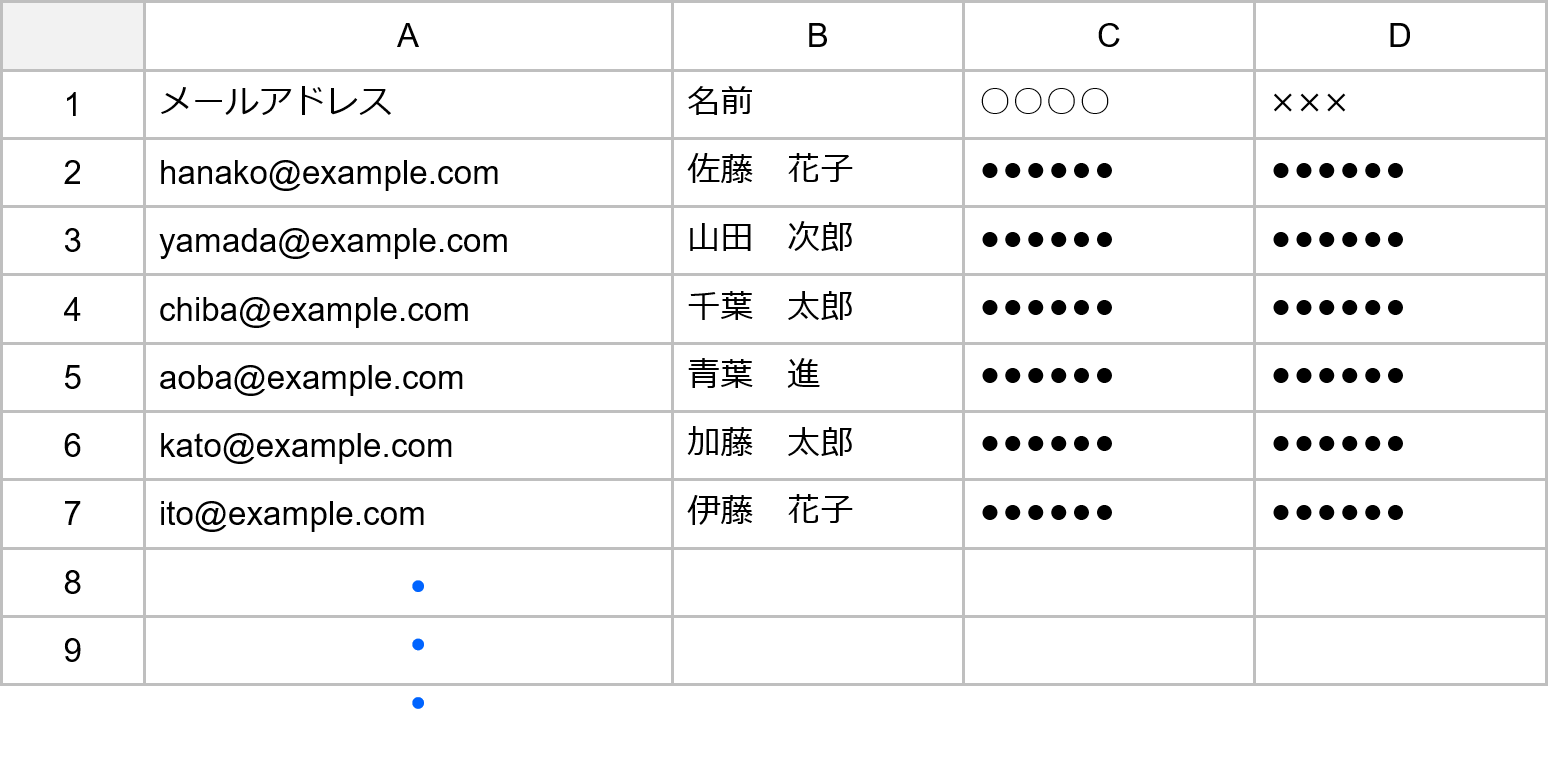 A B C D
1 メールアドレス 名前 〇〇〇〇 ×××
2 hanako@example.com 佐藤　花子 ●●●●●● ●●●●●●
3 yamada@example.com 山田　次郎 ●●●●●● ●●●●●●
4 chiba@example.com 千葉　太郎 ●●●●●● ●●●●●●
5 aoba@example.com 青葉　進 ●●●●●● ●●●●●●
6 kato@example.com 加藤　太郎 ●●●●●● ●●●●●●
7 ito@example.com 伊藤　花子 ●●●●●● ●●●●●●
8
9